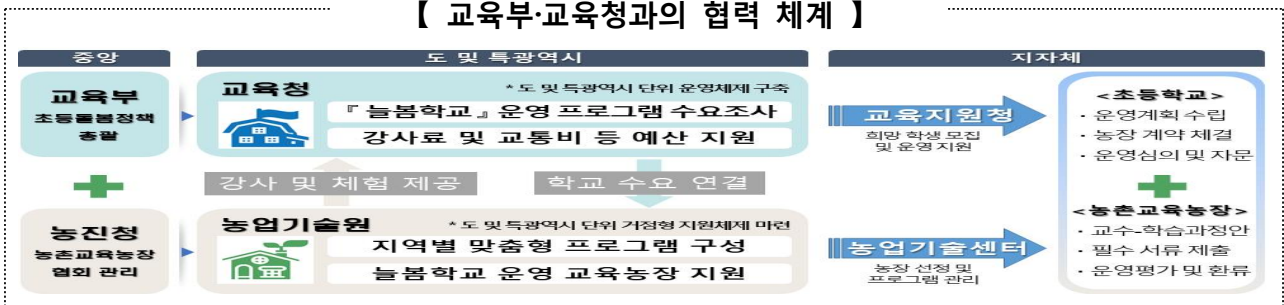 【 교육부·교육청과의 협력 체계 】
중앙
도 및 특광역시
지자체
교육부
초등돌봄정책
총괄
교육청
* 도 및 특광역시 단위 운영체제 구축
『 늘봄학교 』 운영 프로그램 수요조사
강사료 및 교통비 등 예산 지원
교육지원청
희망 학생 모집
및 운영 지원
<초등학교>
· 운영계획 수립
· 농장 계약 체결
· 운영심의 및 자문
강사 및 체험 제공
학교 수요 연결
농진청
농촌교육농장
협회 관리
농업기술원
* 도 및 특광역시 단위 거점형 지원체제 마련
지역별 맞춤형 프로그램 구성
늘봄학교 운영 교육농장 지원
농업기술센터
농장 선정 및
프로그램 관리
<농촌교육농장>
· 교수-학습과정안
· 필수 서류 제출
· 운영평가 및 환류